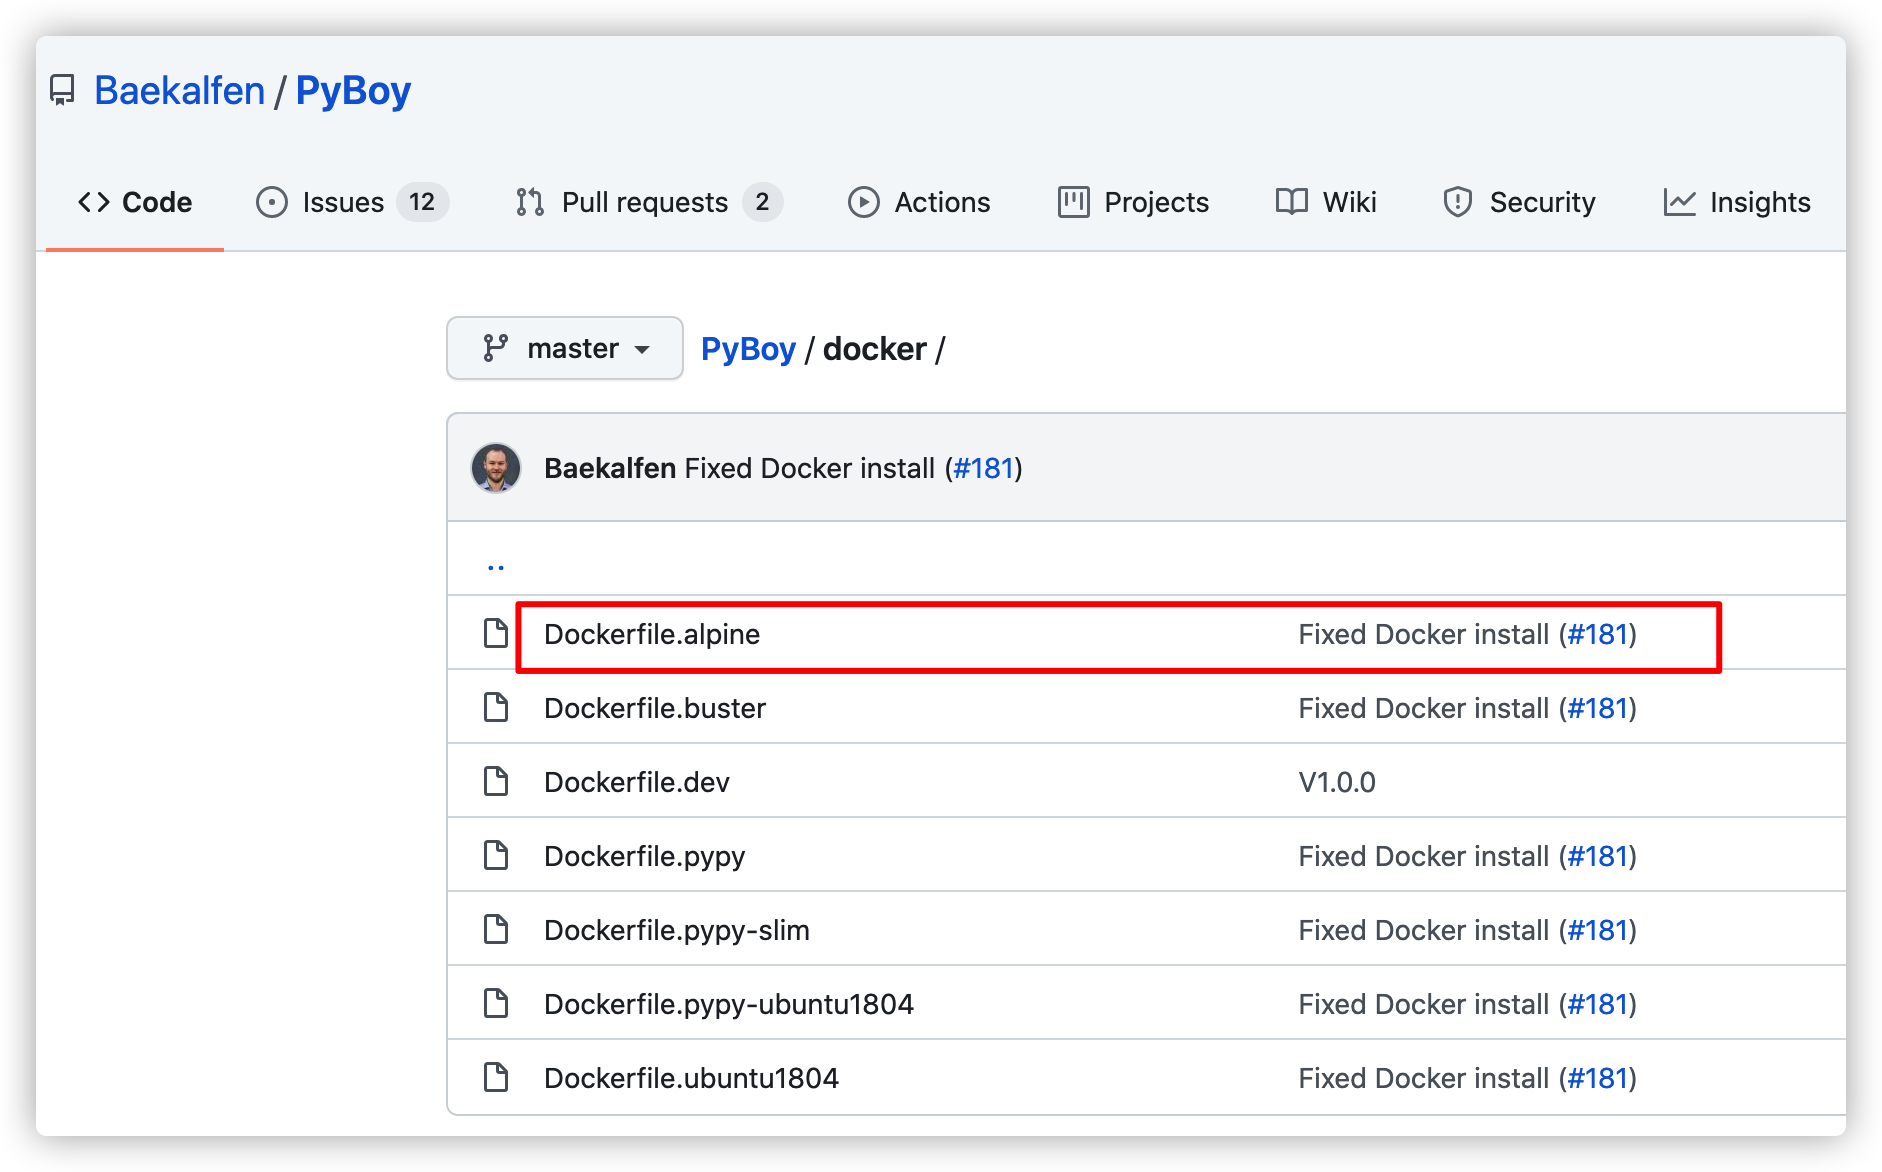 Baekalfen / PyBoy
Code Issues 12 Pull requests 2 Actions Projects Wiki Security Insights
master PyBoy / docker /
Baekalfen Fixed Docker install (#181)
..
Dockerfile.alpine Fixed Docker install (#181)
Dockerfile.buster Fixed Docker install (#181)
Dockerfile.dev V1.0.0
Dockerfile.pypy Fixed Docker install (#181)
Dockerfile.pypy-slim Fixed Docker install (#181)
Dockerfile.pypy-ubuntu1804 Fixed Docker install (#181)
Dockerfile.ubuntu1804 Fixed Docker install (#181)